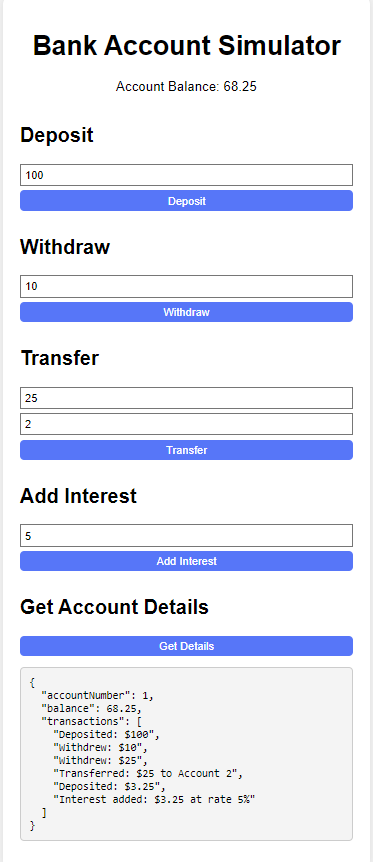 Bank Account Simulator
Account Balance: 68.25
Deposit
100
Deposit
Withdraw
10
Withdraw
Transfer
25
2
Transfer
Add Interest
5
Add Interest
Get Account Details
Get Details
{
  "accountNumber": 1,
  "balance": 68.25,
  "transactions": [
    "Deposited: $100",
    "Withdrew: $10",
    "Withdrew: $25",
    "Transferred: $25 to Account 2",
    "Deposited: $3.25",
    "Interest added: $3.25 at rate 5%"
  ]
}